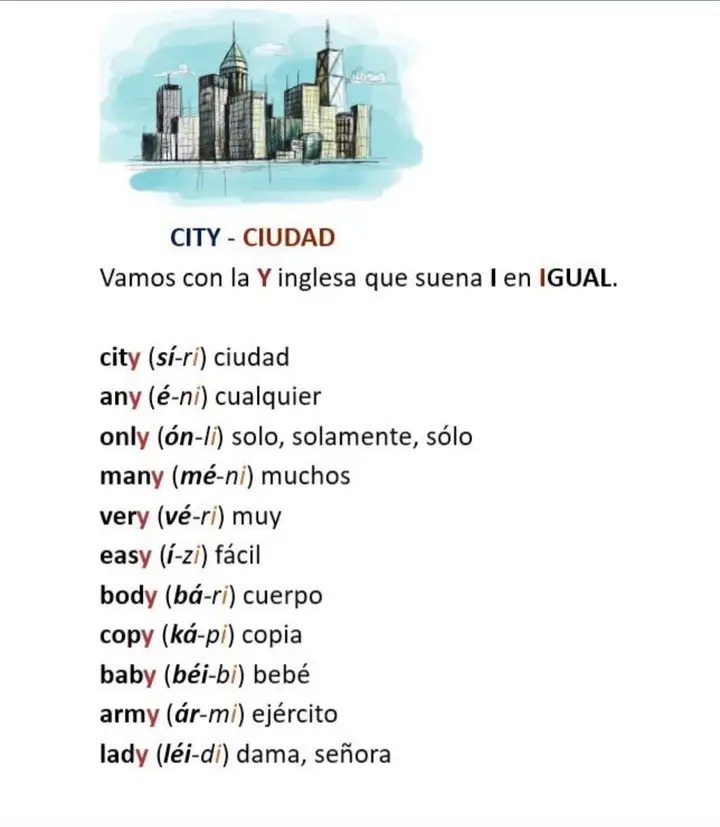 CITY - CIUDAD
Vamos con la Y inglesa que suena I en IGUAL.
city (sí-ri) ciudad
any (é-ni) cualquier
only (ón-li) solo, solamente, sólo
many (mé-ni) muchos
very (vé-ri) muy
easy (í-zi) fácil
body (bá-ri) cuerpo
copy (ká-pi) copia
baby (béi-bi) bebé
army (ár-mi) ejército
lady (léi-di) dama, señora